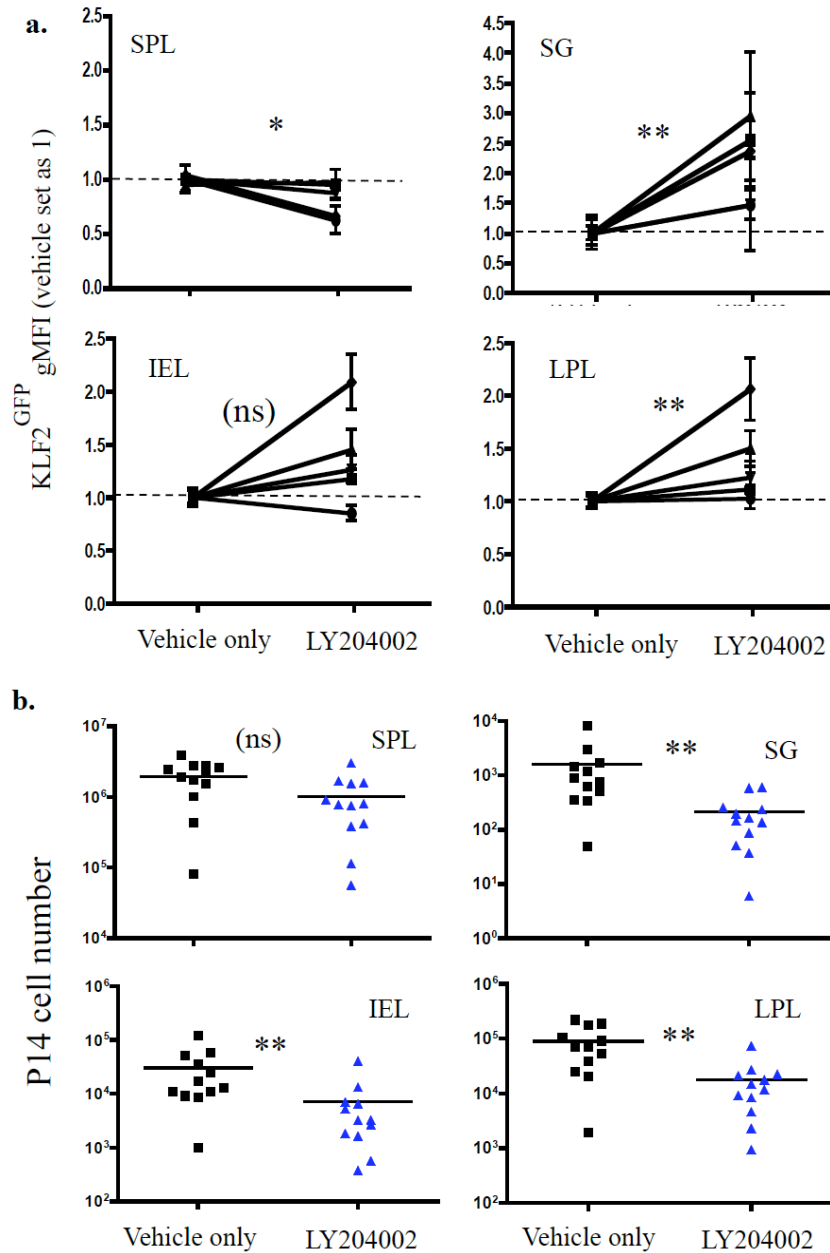 a.
SPL
SG
2.5
2.0
1.5
1.0
0.5
0.0
*
4.5
4.0
3.5
3.0
2.5
2.0
1.5
1.0
0.5
0.0
**
KLF2^GFP gMFI (vehicle set as 1)
IEL
LPL
2.5
2.0
1.5
1.0
0.5
0.0
(ns)
2.5
2.0
1.5
1.0
0.5
0.0
**
Vehicle only LY204002
Vehicle only LY204002
b.
10^7
10^6
10^5
10^4
(ns)
SPL
10^4
10^3
10^2
10^1
10^0
**
SG
P14 cell number
10^6
10^5
10^4
10^3
10^2
**
IEL
10^6
10^5
10^4
10^3
10^2
**
LPL
Vehicle only LY204002
Vehicle only LY204002